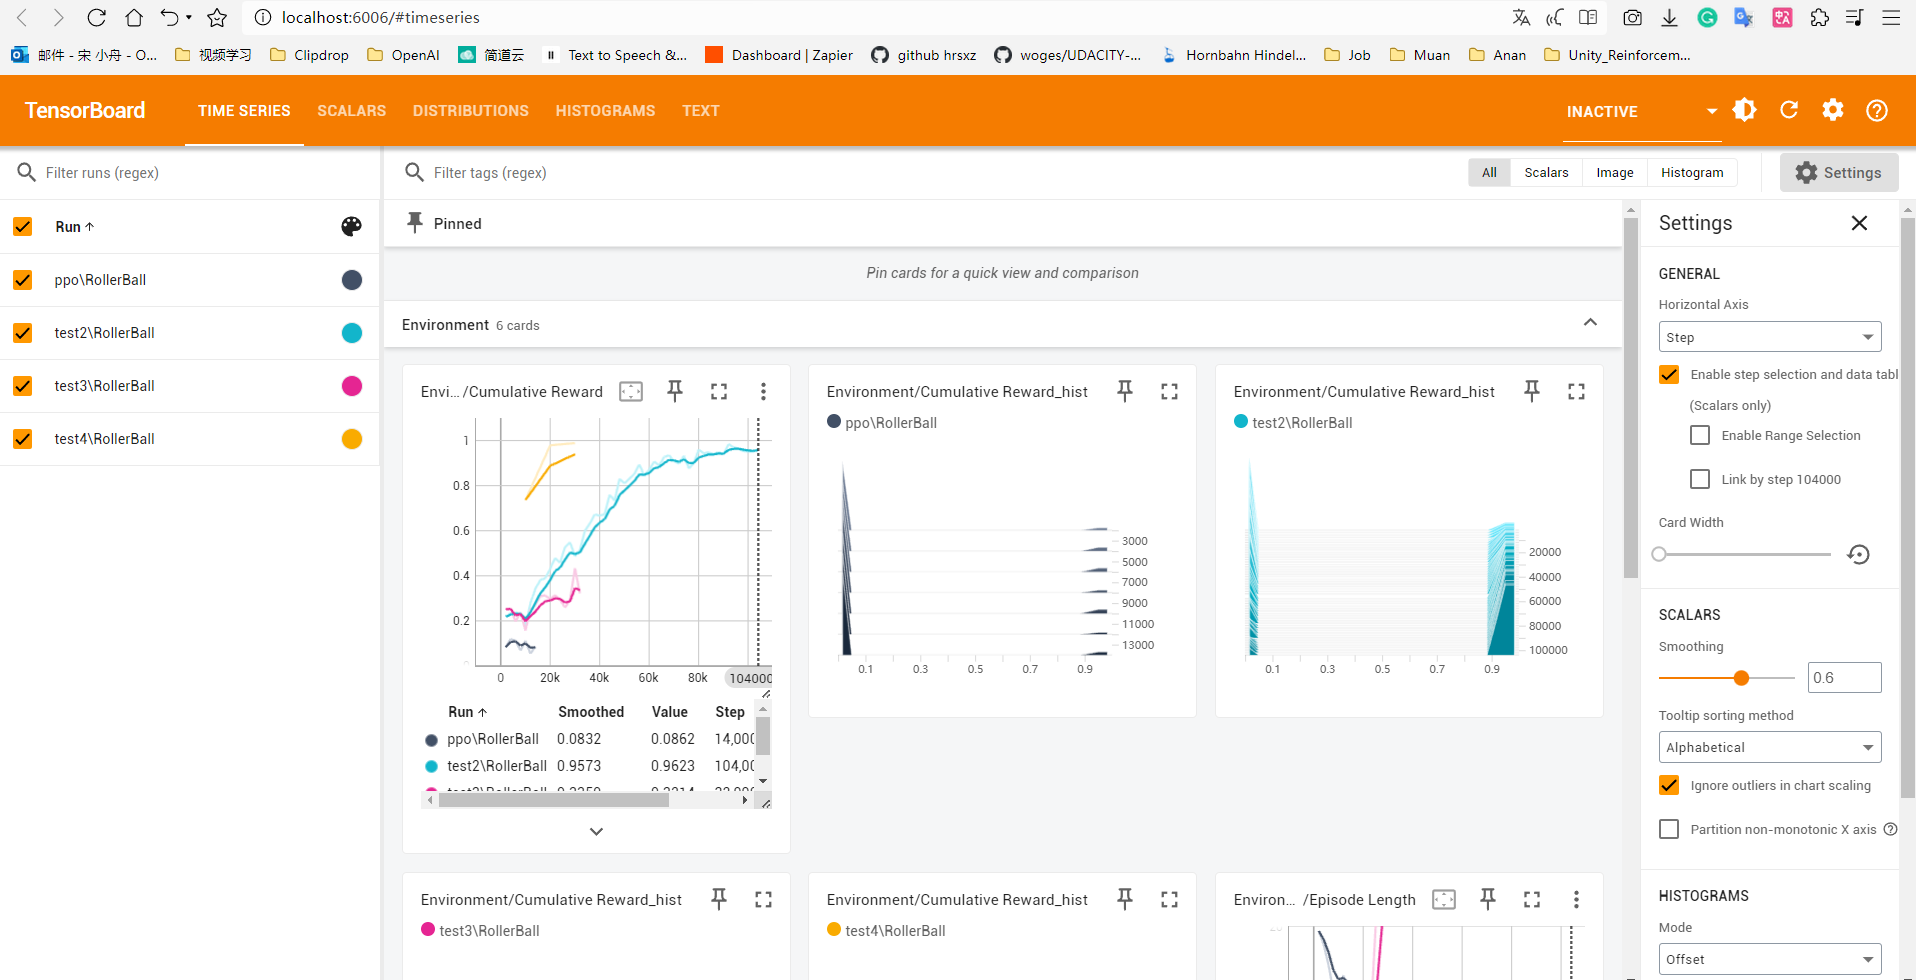 localhost:6006/#timeseries
邮件 - 宋 小舟 - O...
视频学习
Clipdrop
OpenAI
简道云
Text to Speech &...
Dashboard | Zapier
github hrsxz
woges/UDACITY-...
Hornbahn Hindel...
Job
Muan
Anan
Unity_Reinforcem...
TensorBoard
TIME SERIES
SCALARS
DISTRIBUTIONS
HISTOGRAMS
TEXT
INACTIVE
Filter runs (regex)
Filter tags (regex)
All
Scalars
Image
Histogram
Settings
Run
ppo\RollerBall
test2\RollerBall
test3\RollerBall
test4\RollerBall
Pinned
Pin cards for a quick view and comparison
Environment 6 cards
Envi... /Cumulative Reward
1
0.8
0.6
0.4
0.2
0 20k 40k 60k 80k 104000
Run Smoothed Value Step
ppo\RollerBall 0.0832 0.0862 14,000
test2\RollerBall 0.9573 0.9623 104,00
Environment/Cumulative Reward_hist
ppo\RollerBall
3000
5000
7000
9000
11000
13000
0.1 0.3 0.5 0.7 0.9
Environment/Cumulative Reward_hist
test2\RollerBall
20000
40000
60000
80000
100000
0.1 0.3 0.5 0.7 0.9
Environment/Cumulative Reward_hist
test3\RollerBall
Environment/Cumulative Reward_hist
test4\RollerBall
Environ... /Episode Length
Settings
GENERAL
Horizontal Axis
Step
Enable step selection and data tabl
(Scalars only)
Enable Range Selection
Link by step 104000
Card Width
SCALARS
Smoothing
0.6
Tooltip sorting method
Alphabetical
Ignore outliers in chart scaling
Partition non-monotonic X axis
HISTOGRAMS
Mode
Offset